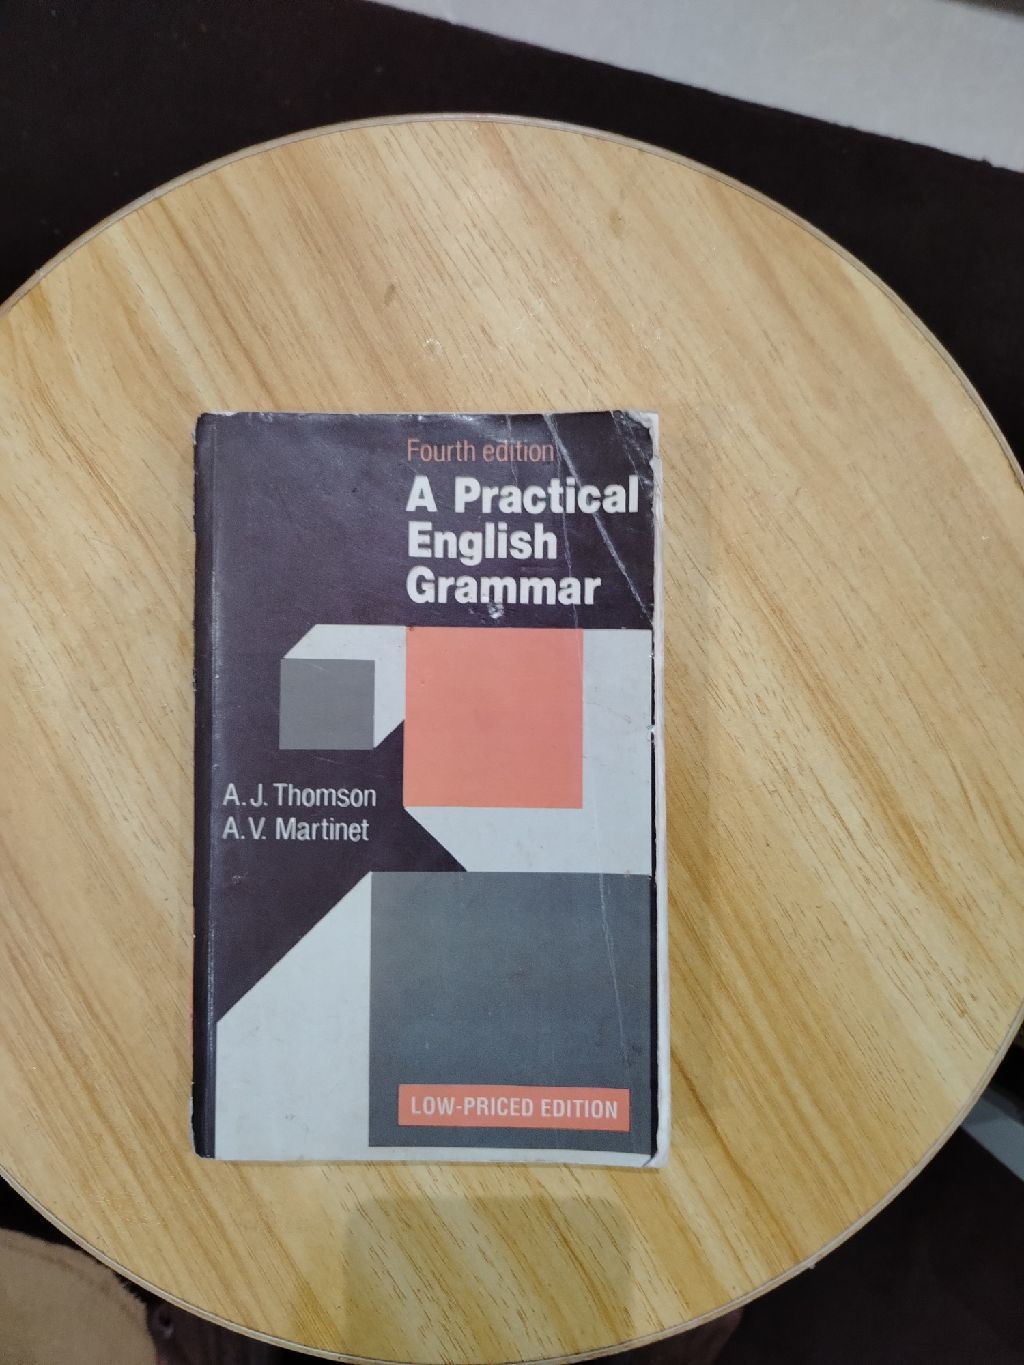 Fourth edition
A Practical
English
Grammar
A.J. Thomson
A.V. Martinet
LOW-PRICED EDITION